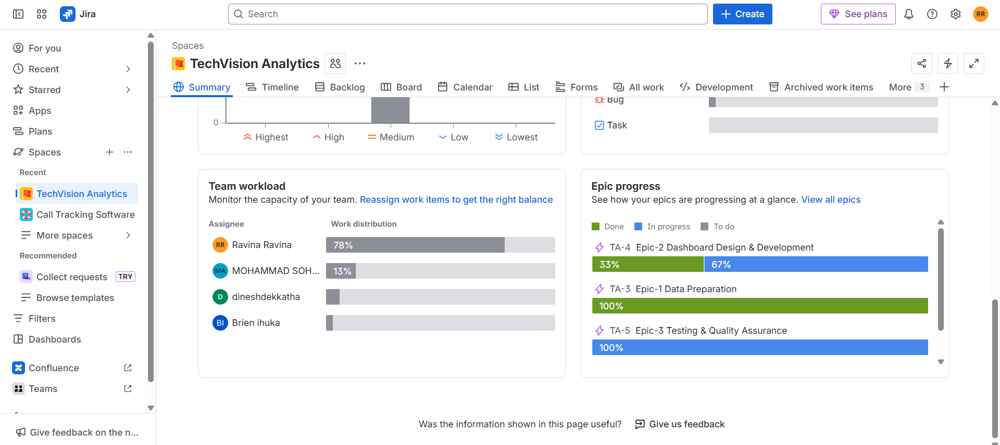 Jira
Search
Create
See plans
RR
For you
Recent
Starred
Apps
Plans
Spaces
Recent
TechVision Analytics
Call Tracking Software
More spaces
Recommended
Collect requests TRY
Browse templates
Filters
Dashboards
Confluence
Teams
Give feedback on the n...
Spaces
TechVision Analytics
Summary Timeline Backlog Board Calendar List Forms All work Development Archived work items More 3
0
Highest High Medium Low Lowest
Bug
Task
Team workload
Monitor the capacity of your team. Reassign work items to get the right balance
Assignee Work distribution
RR Ravina Ravina 78%
MA MOHAMMAD SOH... 13%
D dineshdekkatha
BI Brien ihuka
Epic progress
See how your epics are progressing at a glance. View all epics
Done In progress To do
TA-4 Epic-2 Dashboard Design & Development
33% 67%
TA-3 Epic-1 Data Preparation
100%
TA-5 Epic-3 Testing & Quality Assurance
100%
Was the information shown in this page useful? Give us feedback